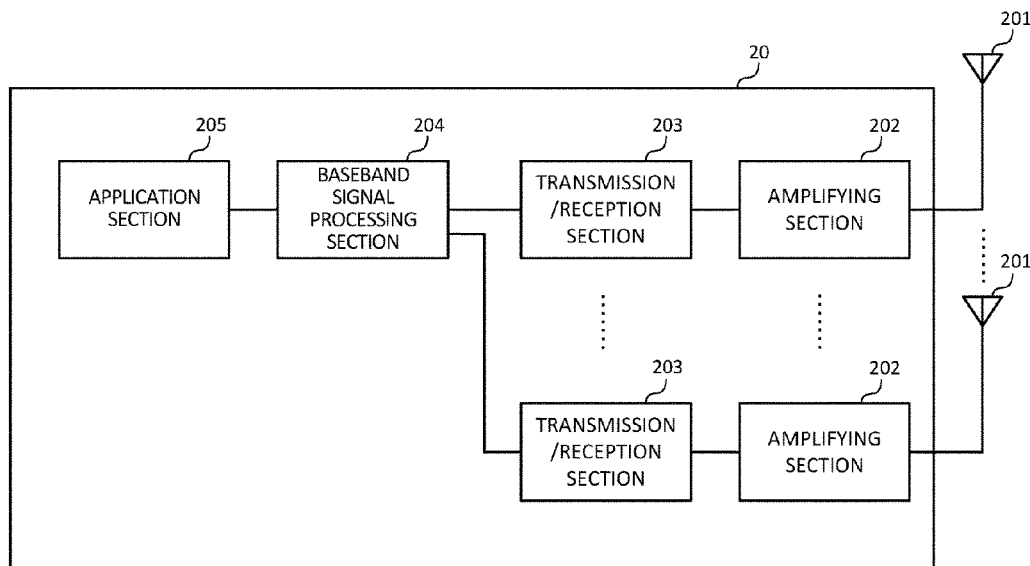 201
20
205
204
203
202
APPLICATION
SECTION
BASEBAND
SIGNAL
PROCESSING
SECTION
TRANSMISSION
/RECEPTION
SECTION
AMPLIFYING
SECTION
201
203
202
TRANSMISSION
/RECEPTION
SECTION
AMPLIFYING
SECTION